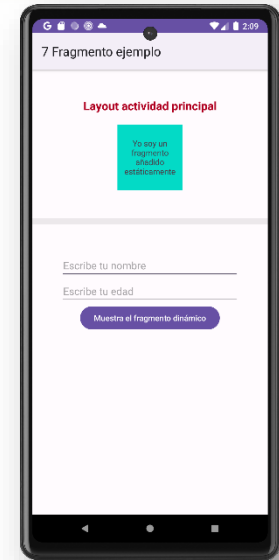 2:09
7 Fragmento ejemplo
Layout actividad principal
Yo soy un
fragmento
añadido
estáticamente
Escribe tu nombre
Escribe tu edad
Muestra el fragmento dinámico